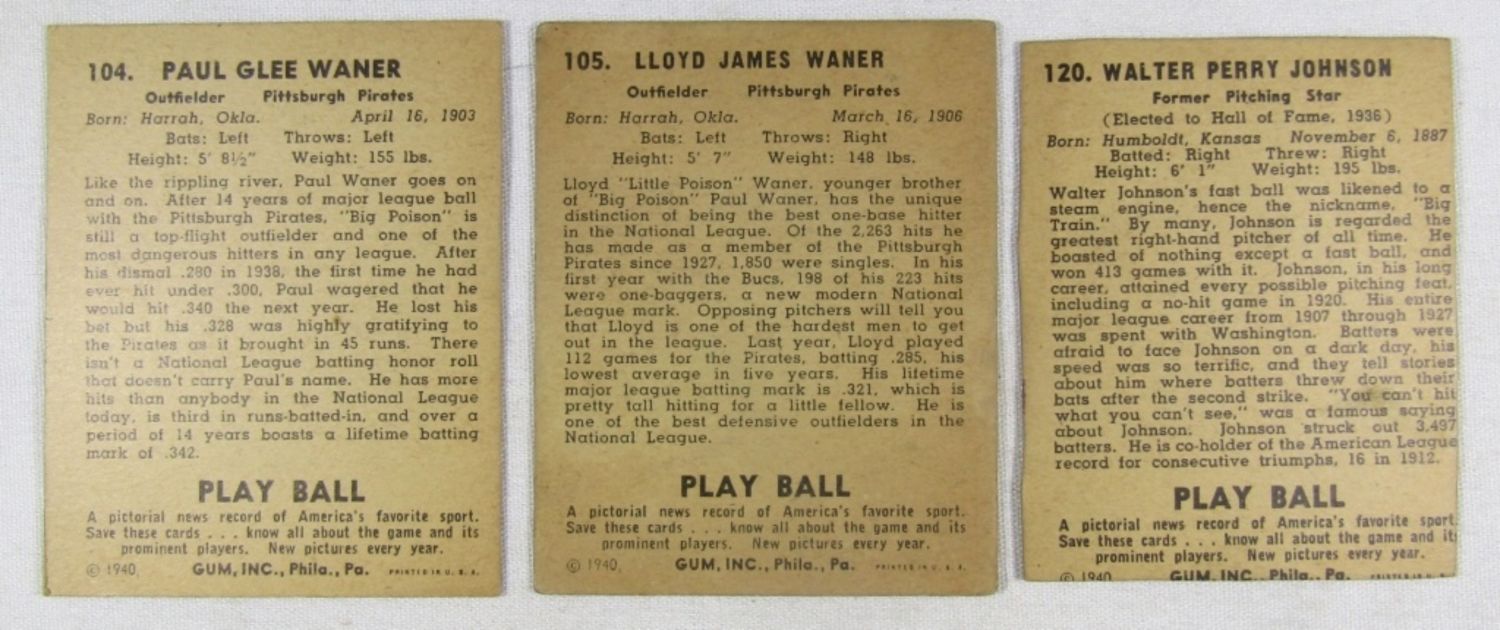 104. PAUL GLEE WANER
Outfielder Pittsburgh Pirates
Born: Harrah, Okla. April 16, 1903
Bats: Left Throws: Left
Height: 5' 8½" Weight: 155 lbs.
Like the rippling river, Paul Waner goes on
and on. After 14 years of major league ball
with the Pittsburgh Pirates, "Big Poison" is
still a top-flight outfielder and one of the
most dangerous hitters in any league. After
his dismal .280 in 1938, the first time he had
ever hit under .300, Paul wagered that he
would hit .340 the next year. He lost his
bet but his .328 was highly gratifying to
the Pirates as it brought in 45 runs. There
isn't a National League batting honor roll
that doesn't carry Paul's name. He has more
hits than anybody in the National League
today, is third in runs-batted-in, and over a
period of 14 years boasts a lifetime batting
mark of .342.
PLAY BALL
A pictorial news record of America's favorite sport.
Save these cards . . . know all about the game and its
prominent players. New pictures every year.
© 1940, GUM, INC., Phila., Pa. PRINTED IN U. S. A.
105. LLOYD JAMES WANER
Outfielder Pittsburgh Pirates
Born: Harrah, Okla. March 16, 1906
Bats: Left Throws: Right
Height: 5' 7" Weight: 148 lbs.
Lloyd "Little Poison" Waner, younger brother
of "Big Poison" Paul Waner, has the unique
distinction of being the best one-base hitter
in the National League. Of the 2,263 hits he
has made as a member of the Pittsburgh
Pirates since 1927, 1,850 were singles. In his
first year with the Bucs, 198 of his 223 hits
were one-baggers, a new modern National
League mark. Opposing pitchers will tell you
that Lloyd is one of the hardest men to get
out in the league. Last year, Lloyd played
112 games for the Pirates, batting .285, his
lowest average in five years. His lifetime
major league batting mark is .321, which is
pretty tall hitting for a little fellow. He is
one of the best defensive outfielders in the
National League.
PLAY BALL
A pictorial news record of America's favorite sport.
Save these cards . . . know all about the game and its
prominent players. New pictures every year.
© 1940, GUM, INC., Phila., Pa. PRINTED IN U. S. A.
120. WALTER PERRY JOHNSON
Former Pitching Star
(Elected to Hall of Fame, 1936)
Born: Humboldt, Kansas November 6, 1887
Batted: Right Threw: Right
Height: 6' 1" Weight: 195 lbs.
Walter Johnson's fast ball was likened to a
steam engine, hence the nickname, "Big
Train." By many, Johnson is regarded the
greatest right-hand pitcher of all time. He
boasted of nothing except a fast ball, and
won 413 games with it. Johnson, in his long
career, attained every possible pitching feat,
including a no-hit game in 1920. His entire
major league career from 1907 through 1927
was spent with Washington. Batters were
afraid to face Johnson on a dark day, his
speed was so terrific, and they tell stories
about him where batters threw down their
bats after the second strike. "You can't hit
what you can't see," was a famous saying
about Johnson. Johnson struck out 3,497
batters. He is co-holder of the American League
record for consecutive triumphs, 16 in 1912.
PLAY BALL
A pictorial news record of America's favorite sport.
Save these cards . . . know all about the game and it
prominent players. New pictures every year.
© 1940 GUM, INC., Phila., Pa.